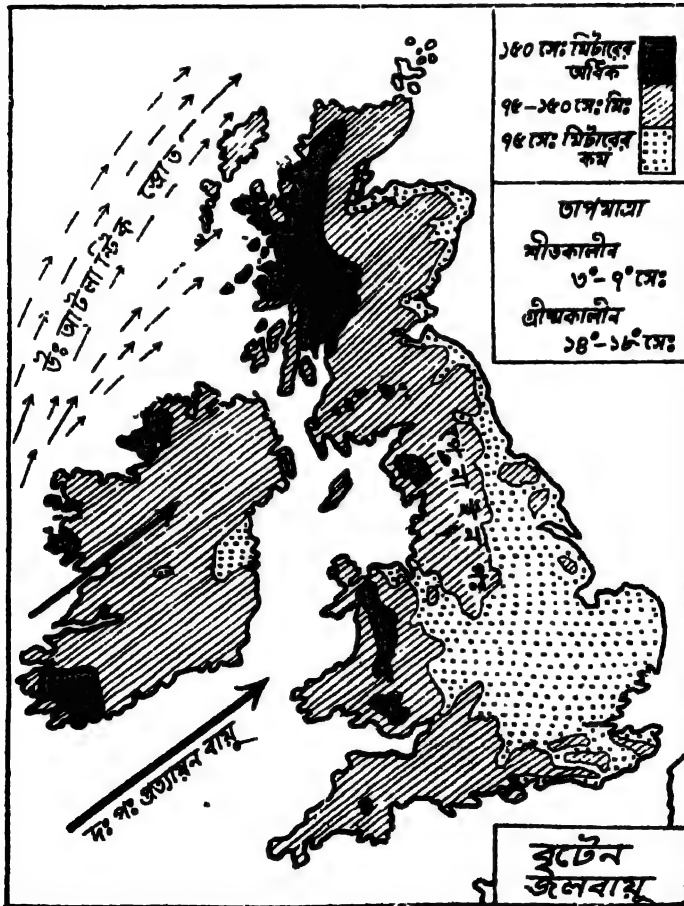 ১৫০ সেঃ মিটারের
অধিক
৭৫-১৫০ সেঃ মিঃ
৭৫ সেঃ মিটারের
কম
তাপমাত্রা
শীতকালীন
৩°-৭° সেঃ
গ্রীষ্মকালীন
১৪°-১৮° সেঃ
উঃ আটলান্টিক স্রোত
দঃ পঃ প্রত্যায়ন বায়ু
বৃটেন
জলবায়ু